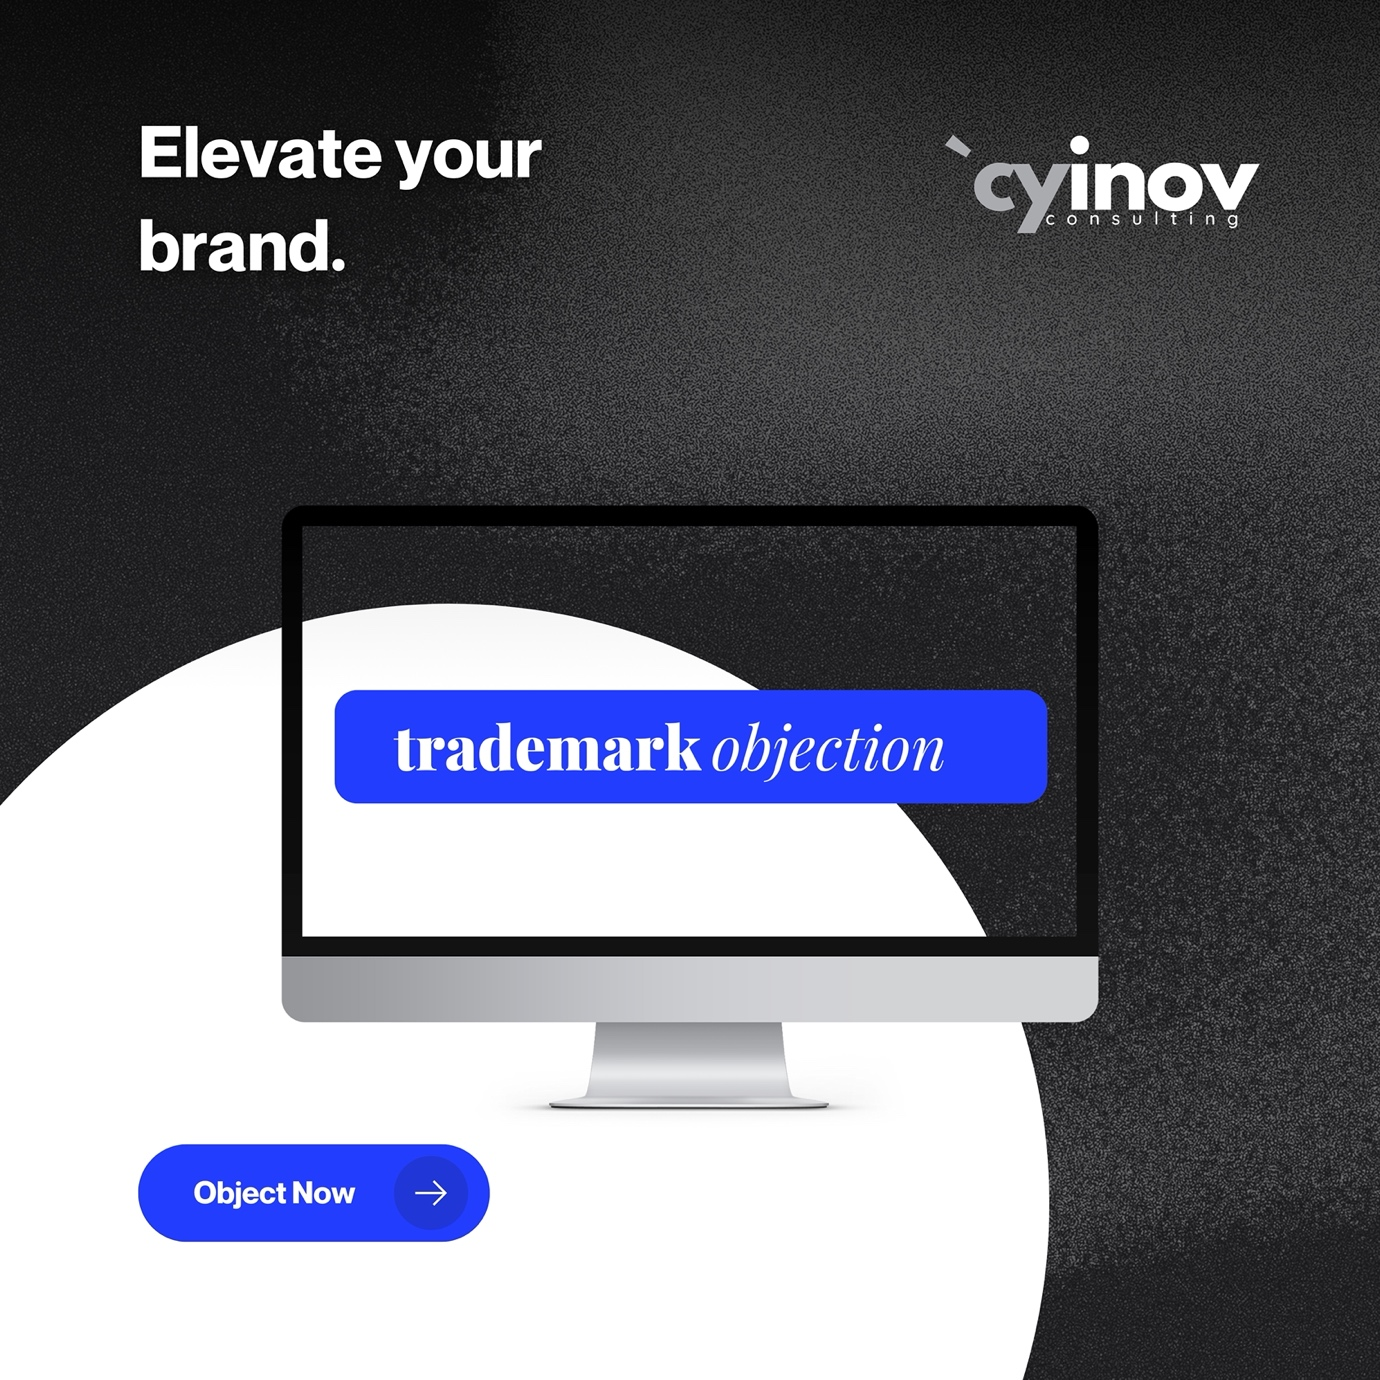 Elevate your
brand.
cyinov
consulting
trademark objection
Object Now